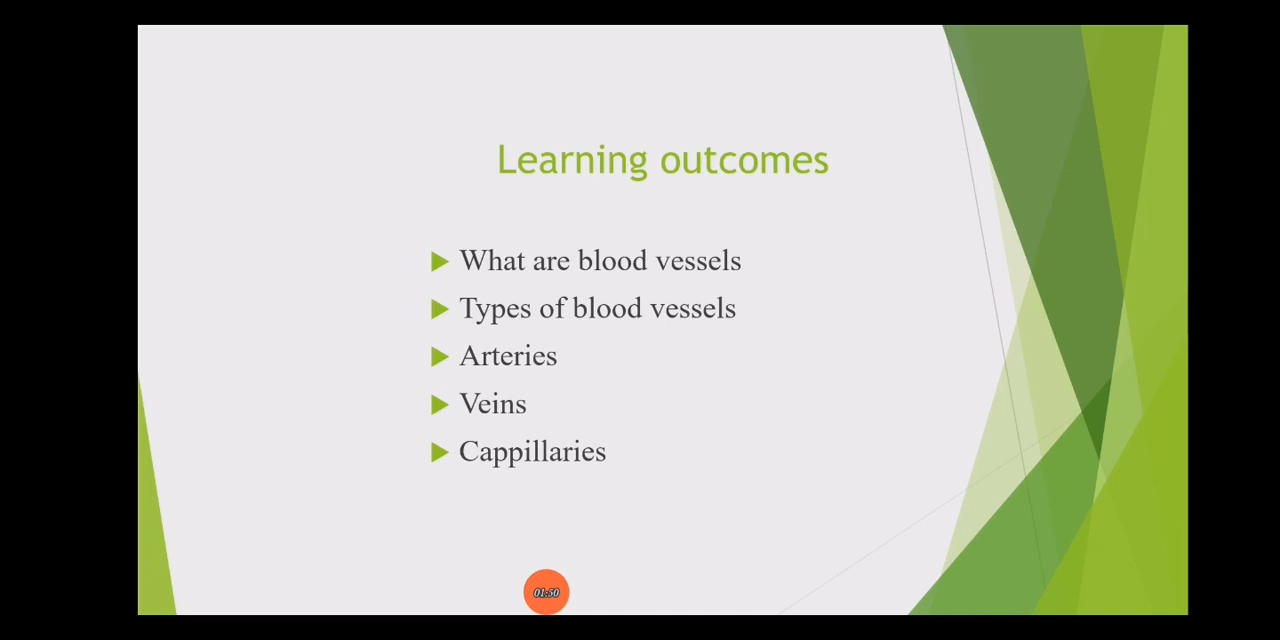 Learning outcomes
What are blood vessels
Types of blood vessels
Arteries
Veins
Cappillaries
01:50